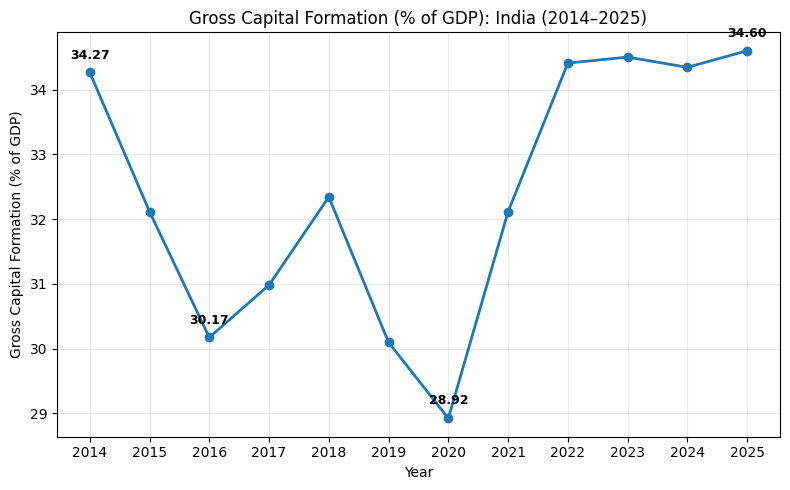 Gross Capital Formation (% of GDP): India (2014–2025)
34.60
34.27
34
33
32
31
30.17
30
28.92
29
Gross Capital Formation (% of GDP)
2014 2015 2016 2017 2018 2019 2020 2021 2022 2023 2024 2025
Year